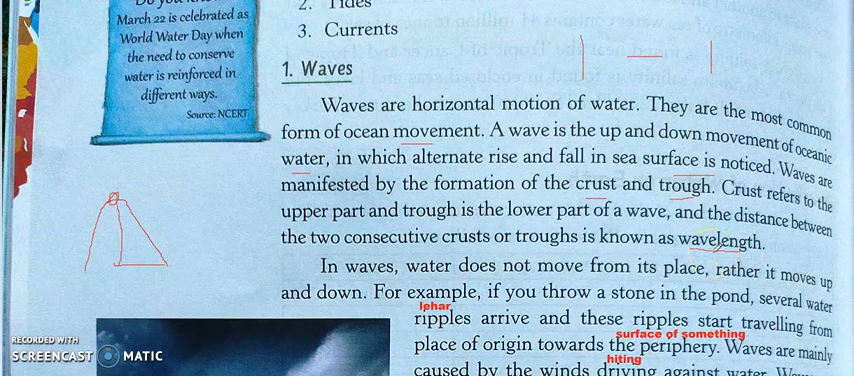 March 22 is celebrated as
World Water Day when
the need to conserve
water is reinforced in
different ways.
Source: NCERT
2. Tides
3. Currents
1. Waves
Waves are horizontal motion of water. They are the most common
form of ocean movement. A wave is the up and down movement of oceanic
water, in which alternate rise and fall in sea surface is noticed. Waves are
manifested by the formation of the crust and trough. Crust refers to the
upper part and trough is the lower part of a wave, and the distance between
the two consecutive crusts or troughs is known as wavelength.
In waves, water does not move from its place, rather it moves up
and down. For example, if you throw a stone in the pond, several water
lehar
ripples arrive and these ripples start travelling from
surface of something
place of origin towards the periphery. Waves are mainly
hiting
caused by the winds driving against water.
RECORDED WITH
SCREENCAST MATIC